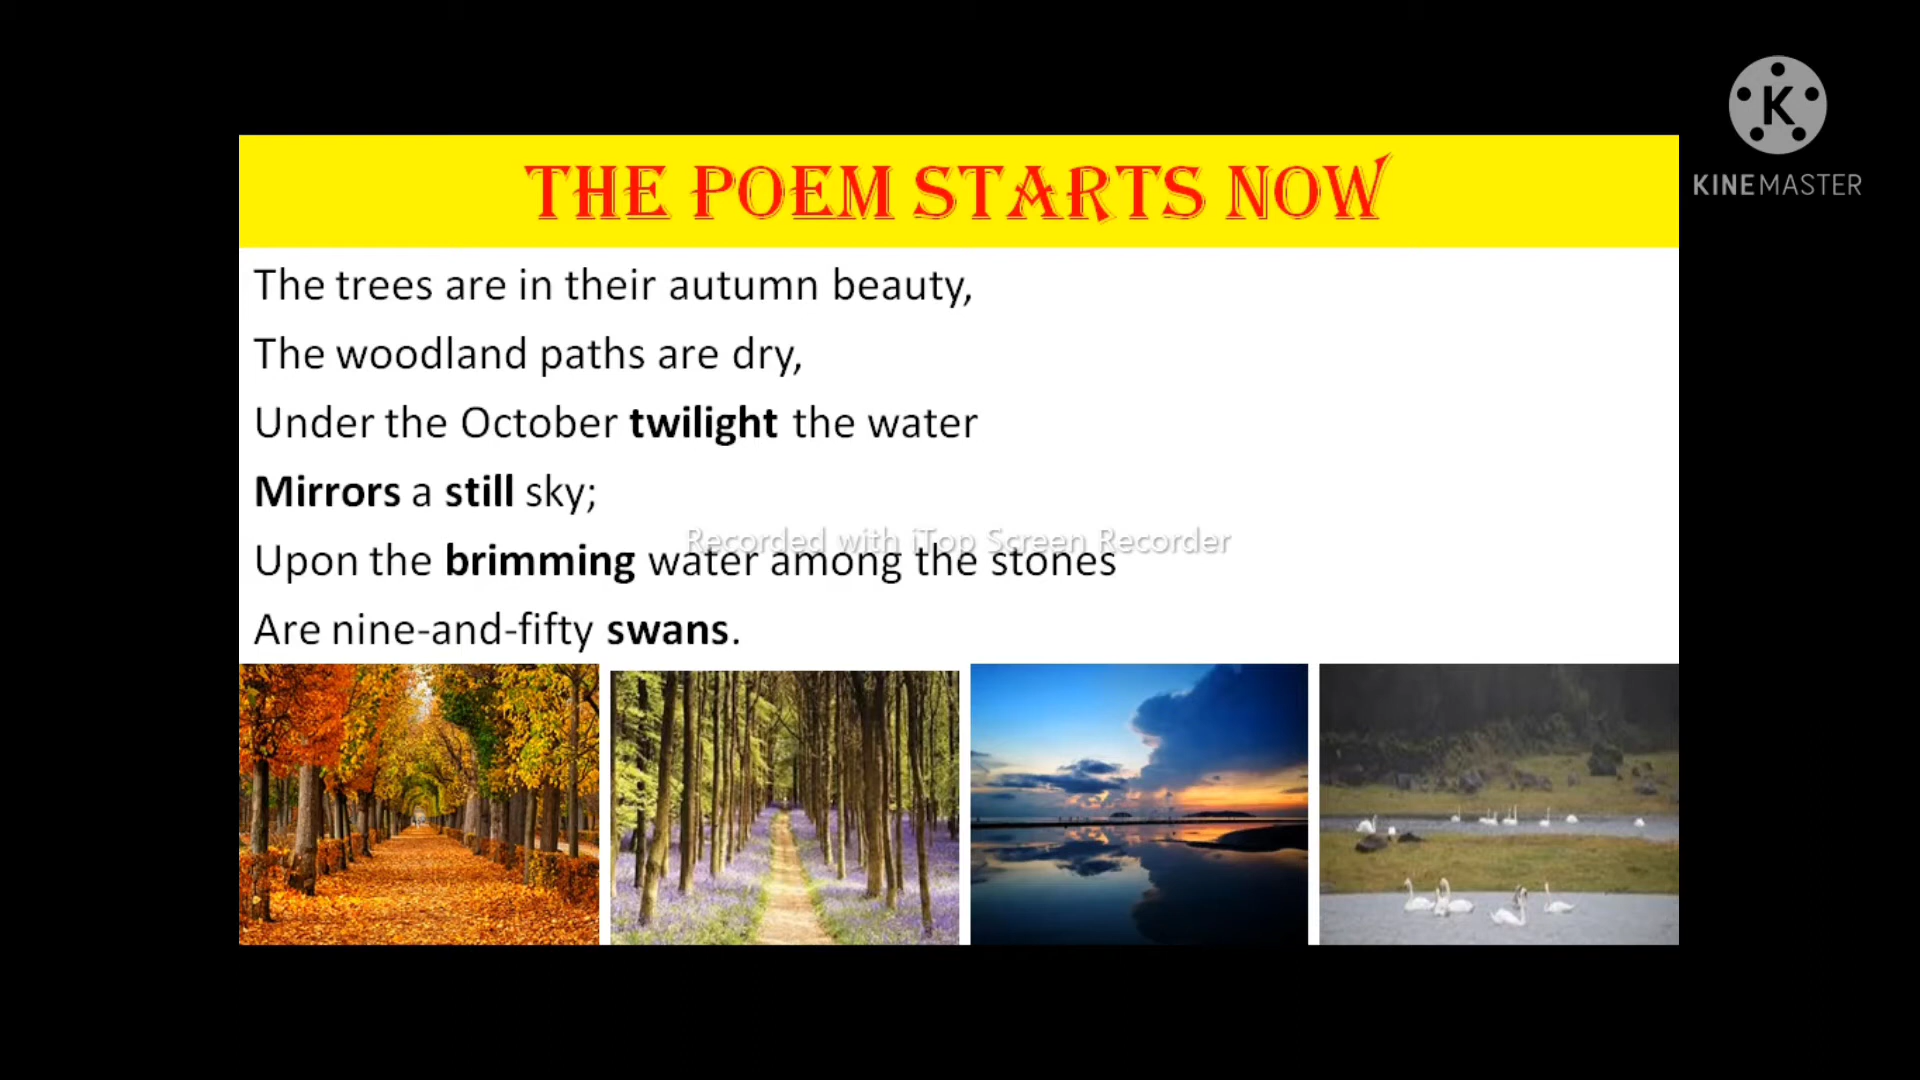 K
KINEMASTER
THE POEM STARTS NOW
The trees are in their autumn beauty,
The woodland paths are dry,
Under the October twilight the water
Mirrors a still sky;
Recorded with iTop Screen Recorder
Upon the brimming water among the stones
Are nine-and-fifty swans.